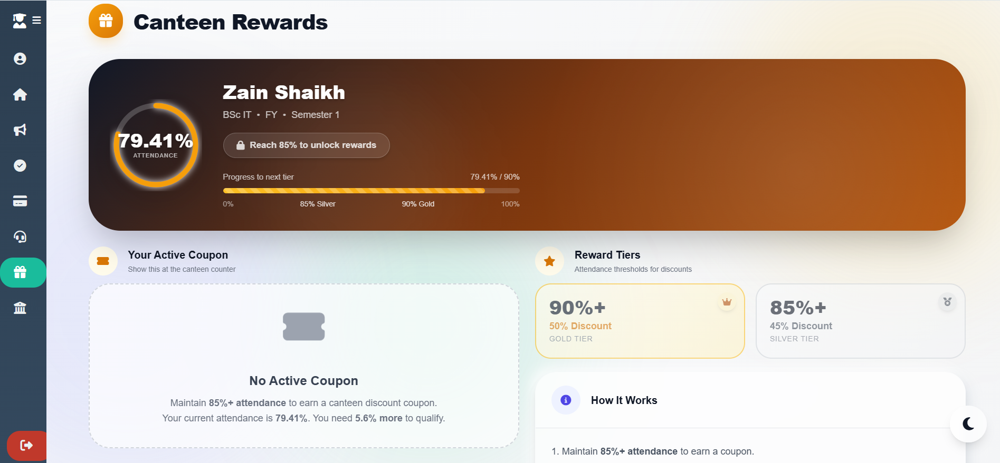 Canteen Rewards
79.41%
ATTENDANCE
Zain Shaikh
BSc IT • FY • Semester 1
Reach 85% to unlock rewards
Progress to next tier
79.41% / 90%
0%
85% Silver
90% Gold
100%
Your Active Coupon
Show this at the canteen counter
No Active Coupon
Maintain 85%+ attendance to earn a canteen discount coupon.
Your current attendance is 79.41%. You need 5.6% more to qualify.
Reward Tiers
Attendance thresholds for discounts
90%+
50% Discount
GOLD TIER
85%+
45% Discount
SILVER TIER
How It Works
1. Maintain 85%+ attendance to earn a coupon.